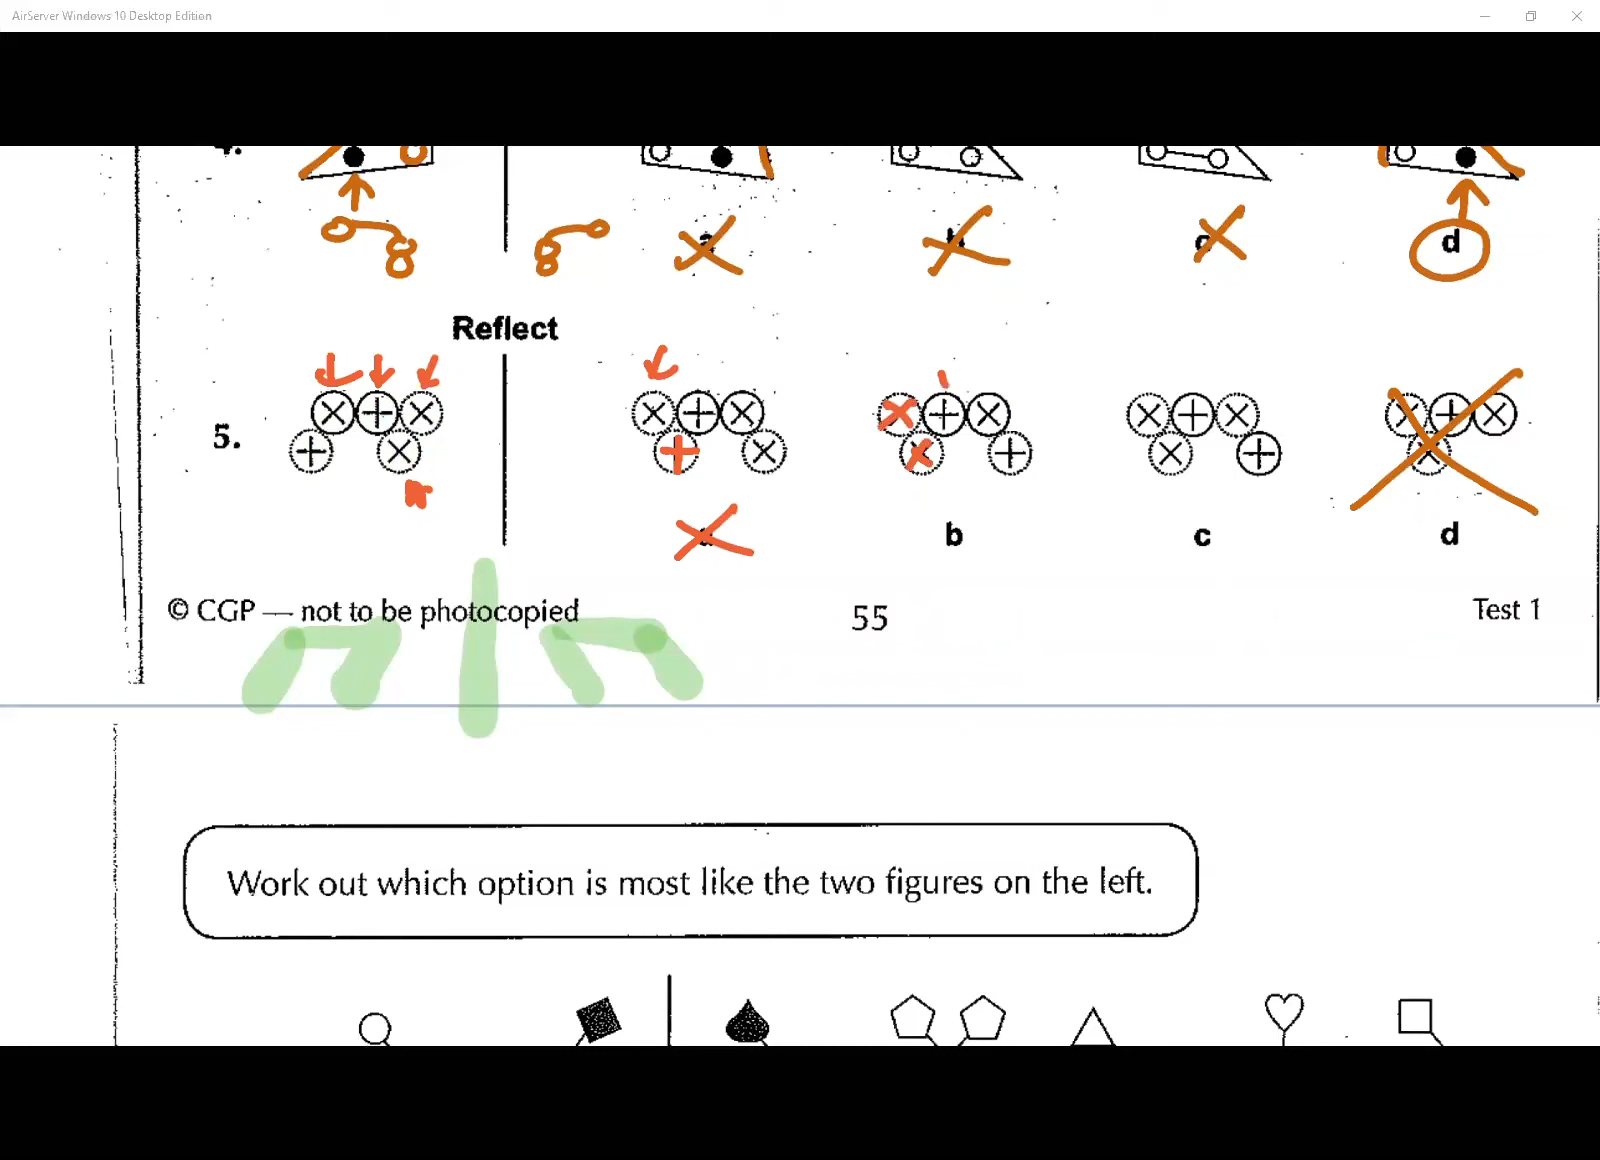 AirServer Windows 10 Desktop Edition
d
Reflect
5.
b
c
d
© CGP — not to be photocopied
55
Test 1
Work out which option is most like the two figures on the left.